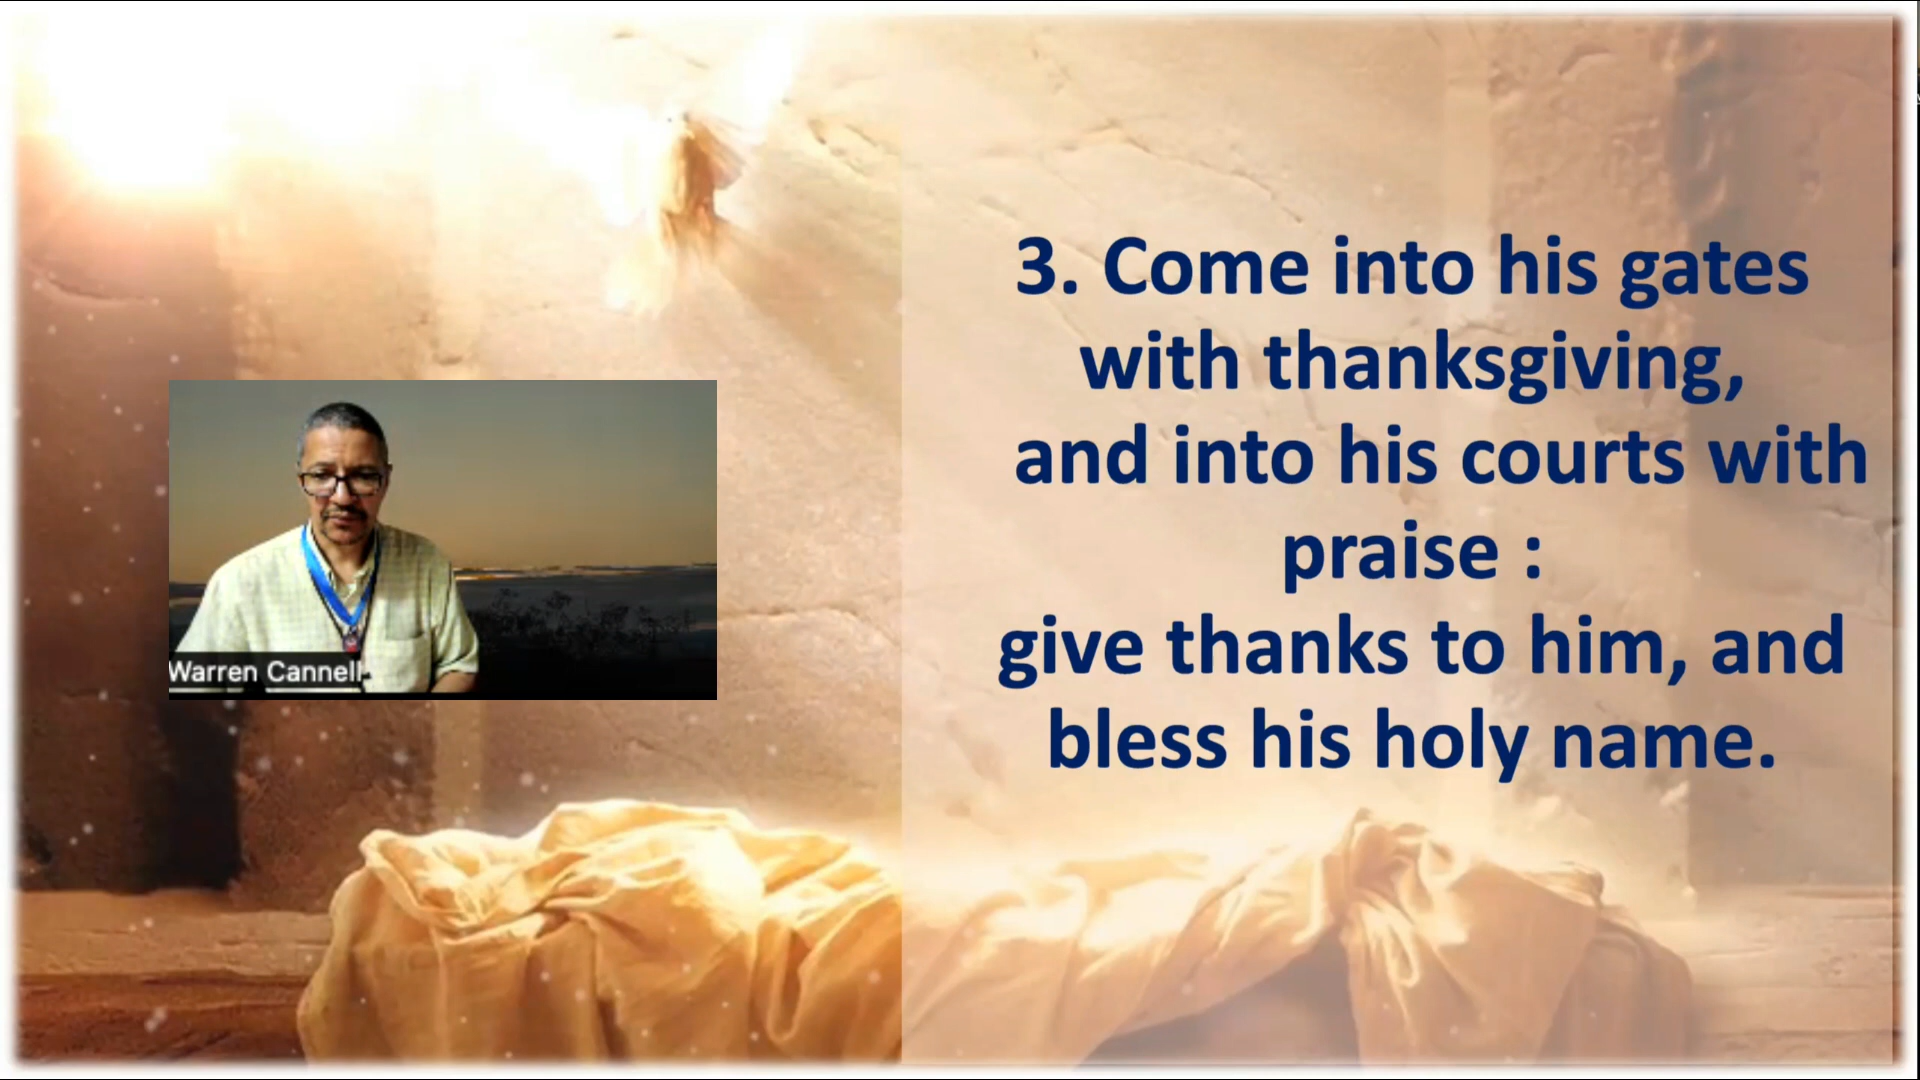 3. Come into his gates
with thanksgiving,
and into his courts with
praise :
give thanks to him, and
bless his holy name.
Warren Cannell